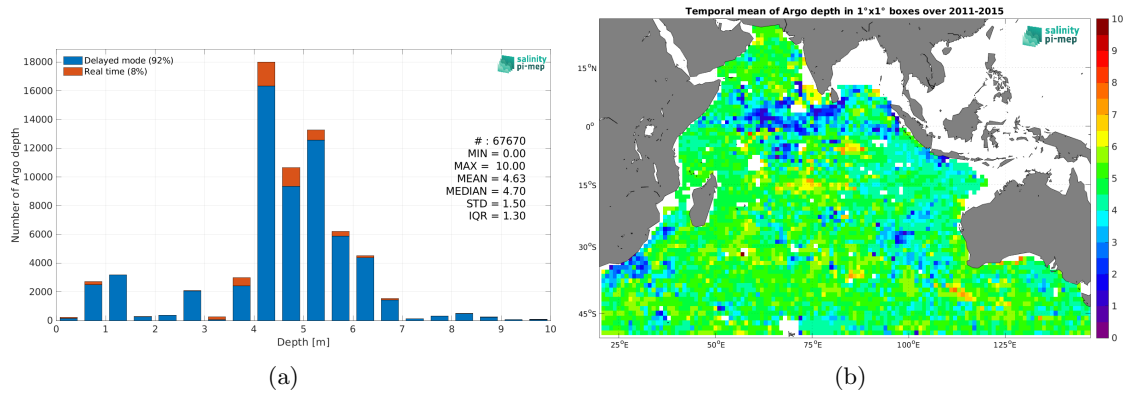 Delayed mode (92%)
Real time (8%)
salinity
pi-mep
# : 67670
MIN = 0.00
MAX = 10.00
MEAN = 4.63
MEDIAN = 4.70
STD = 1.50
IQR = 1.30
Number of Argo depth
18000
16000
14000
12000
10000
8000
6000
4000
2000
0
0 1 2 3 4 5 6 7 8 9 10
Depth [m]
(a)
Temporal mean of Argo depth in 1°x1° boxes over 2011-2015
salinity
pi-mep
15°N
0°
15°S
30°S
45°S
25°E 50°E 75°E 100°E 125°E
10
9
8
7
6
5
4
3
2
1
0
(b)